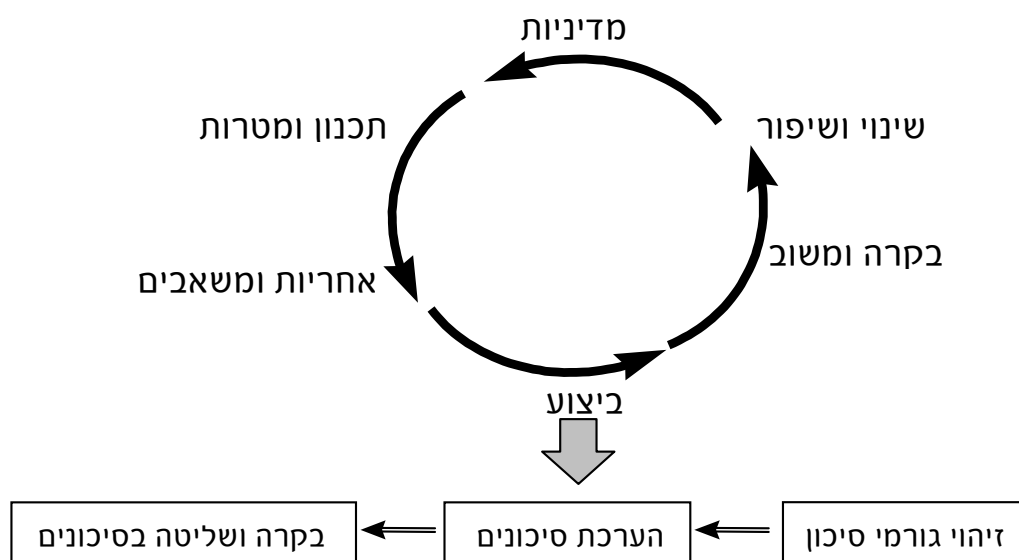 מדיניות
שינוי ושיפור
תכנון ומטרות
בקרה ומשוב
אחריות ומשאבים
ביצוע
זיהוי גורמי סיכון
הערכת סיכונים
בקרה ושליטה בסיכונים